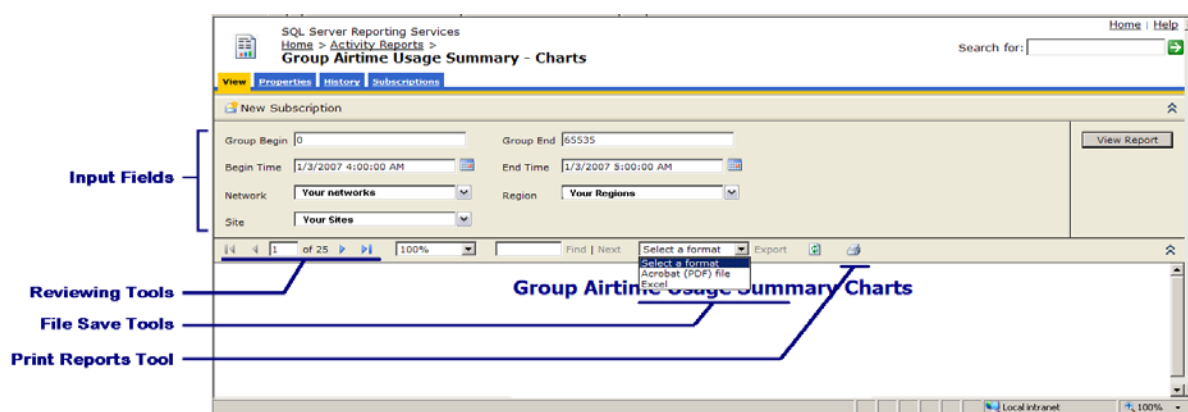 Home | Help
SQL Server Reporting Services
Home > Activity Reports >
Group Airtime Usage Summary - Charts
Search for:
View Properties History Subscriptions
New Subscription
Group Begin 0 Group End 65535
View Report
Begin Time 1/3/2007 4:00:00 AM End Time 1/3/2007 5:00:00 AM
Input Fields
Network Your networks Region Your Regions
Site Your Sites
1 of 25 100% Find | Next Select a format Export
Select a format
Acrobat (PDF) file
Excel
Group Airtime Usage Summary Charts
Reviewing Tools
File Save Tools
Print Reports Tool
Local intranet 100%